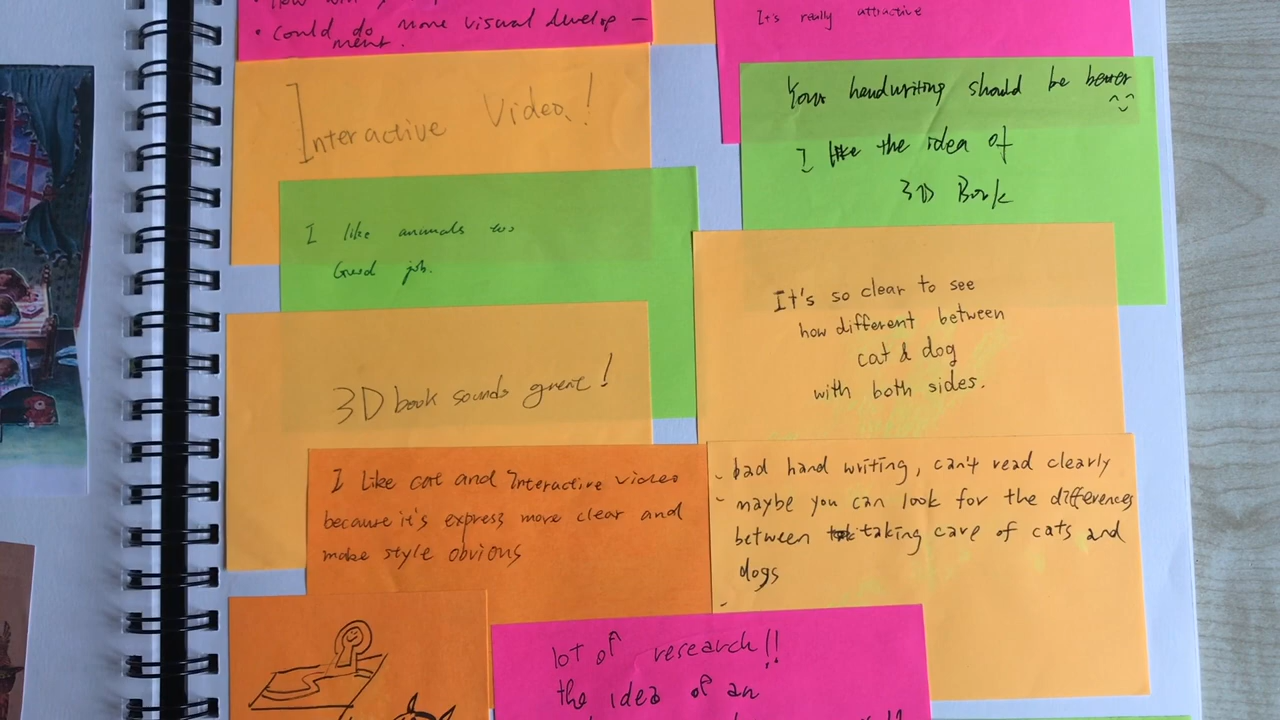 • Could do more visual develop-
ment.
Interactive Video!
I like animals too
Good job.
3D book sounds great!
I like cat and Interactive video
because it's express more clear and
make style obvious
It's really attractive
Your handwriting should be better
I like the idea of
3D Book
It's so clear to see
how different between
cat & dog
with both sides.
- bad hand writing, can't read clearly
- maybe you can look for the differences
between taking care of cats and
dogs
-
lot of research!!
the idea of an